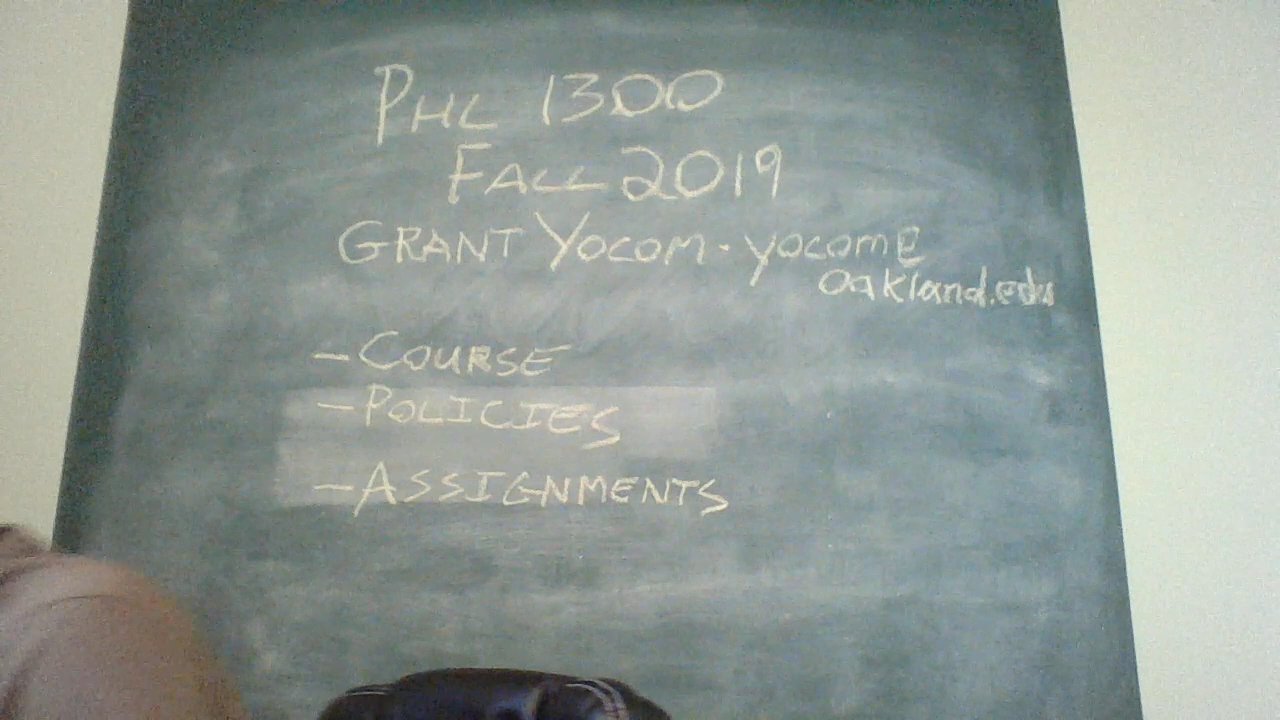 PHL 1300
FALL 2019
GRANT YOCOM · yocom@
oakland.edu
- COURSE
- POLICIES
- ASSIGNMENTS